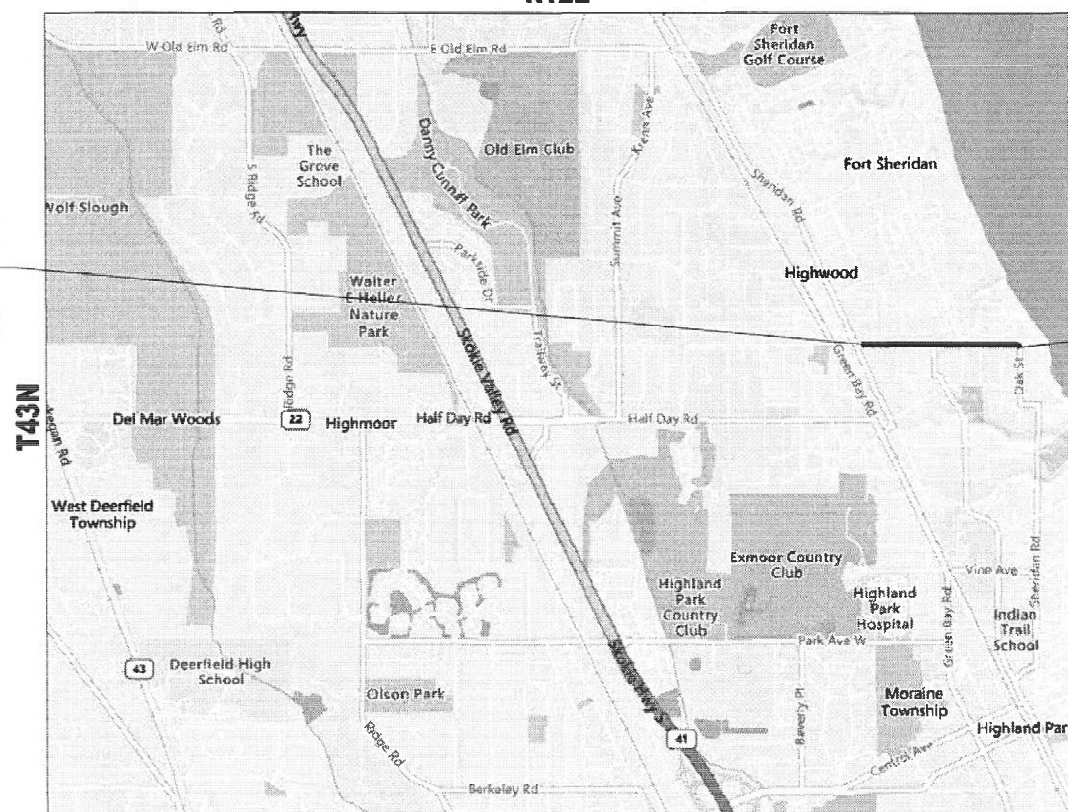 Hwy
W Old Elm Rd
E Old Elm Rd
Fort
Sheridan
Golf Course
The
Grove
School
Danny Cunniff Park
Old Elm Club
Krenn Ave
Fort Sheridan
Sheridan Rd
S Ridge Rd
Wolf Slough
Summit Ave
Parkside Dr
Highwood
Walter
E Heller
Nature
Park
Skokie Valley Rd
Trailway St
Green Bay Rd
Oak St
T43N
Ridge Rd
Del Mar Woods
22
Highmoor
Half Day Rd
Half Day Rd
West Deerfield
Township
Exmoor Country
Club
Vine Ave
Highland
Park
Country
Club
Highland
Park
Hospital
Green Bay Rd
Sheridan Rd
Indian
Trail
School
Park Ave W
43
Deerfield High
School
Olson Park
Skokie Hwy S
Beverly Pl
Moraine
Township
41
Highland Par
Ridge Rd
Central Ave
Berkeley Rd